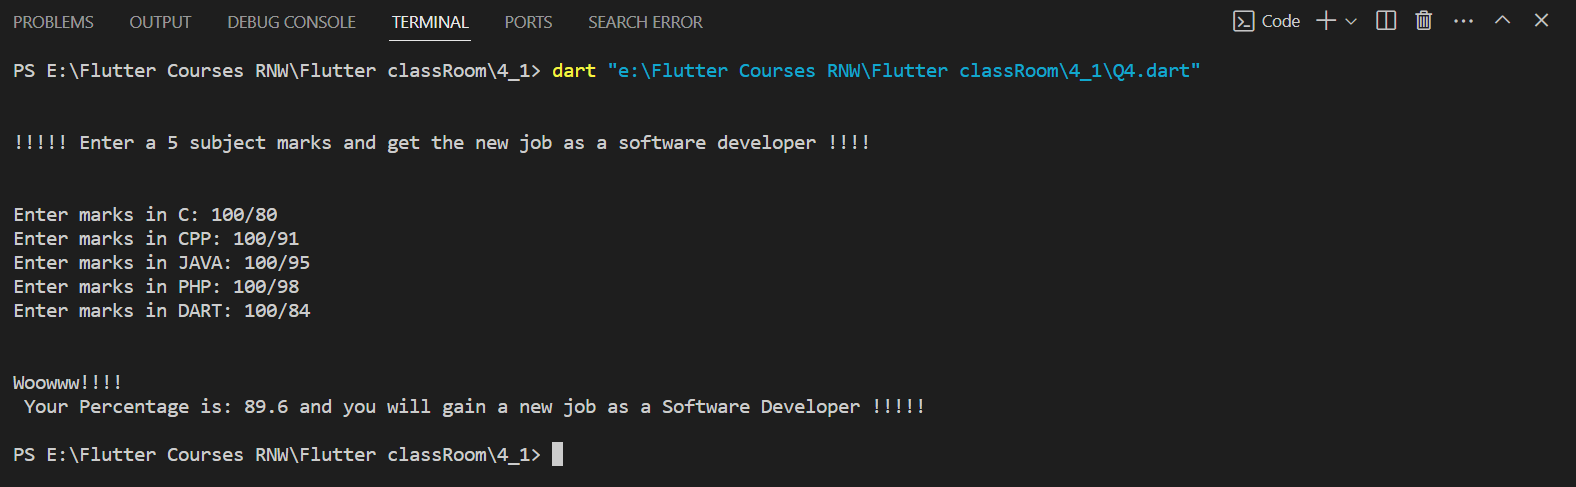 PROBLEMS OUTPUT DEBUG CONSOLE TERMINAL PORTS SEARCH ERROR Code
PS E:\Flutter Courses RNW\Flutter classRoom\4_1> dart "e:\Flutter Courses RNW\Flutter classRoom\4_1\Q4.dart"
!!!!! Enter a 5 subject marks and get the new job as a software developer !!!!
Enter marks in C: 100/80
Enter marks in CPP: 100/91
Enter marks in JAVA: 100/95
Enter marks in PHP: 100/98
Enter marks in DART: 100/84
Woowww!!!!
Your Percentage is: 89.6 and you will gain a new job as a Software Developer !!!!!
PS E:\Flutter Courses RNW\Flutter classRoom\4_1>